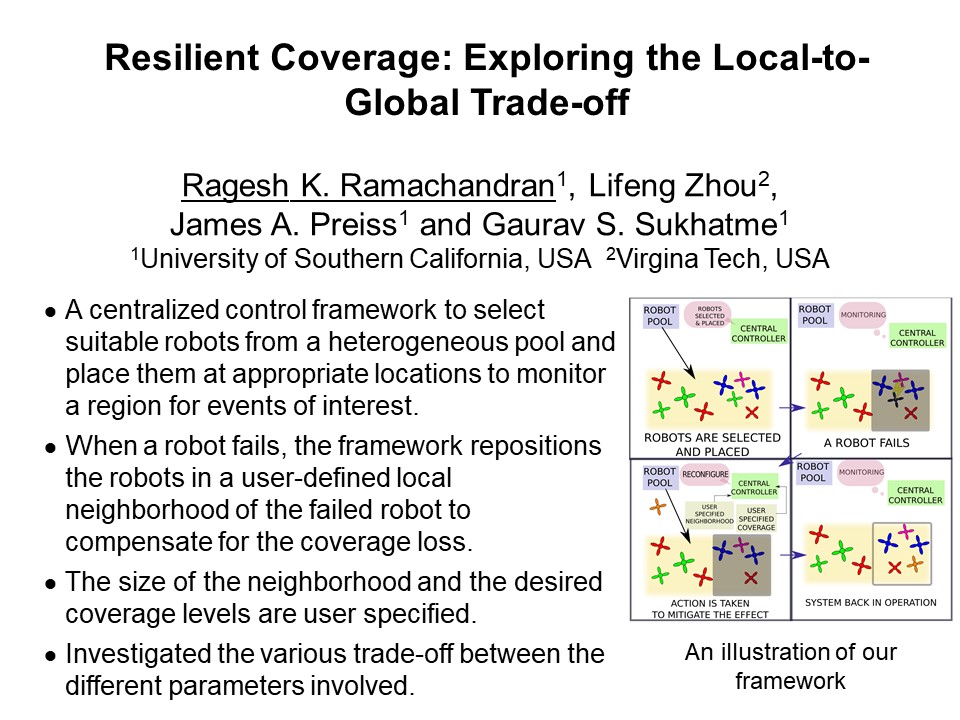 Resilient Coverage: Exploring the Local-to-
Global Trade-off
Ragesh K. Ramachandran¹, Lifeng Zhou²,
James A. Preiss¹ and Gaurav S. Sukhatme¹
¹University of Southern California, USA ²Virgina Tech, USA
● A centralized control framework to select
suitable robots from a heterogeneous pool and
place them at appropriate locations to monitor
a region for events of interest.
● When a robot fails, the framework repositions
the robots in a user-defined local
neighborhood of the failed robot to
compensate for the coverage loss.
● The size of the neighborhood and the desired
coverage levels are user specified.
● Investigated the various trade-off between the
different parameters involved.
ROBOT
POOL
ROBOTS
SELECTED
& PLACED
CENTRAL
CONTROLLER
ROBOTS ARE SELECTED
AND PLACED
ROBOT
POOL
MONITORING
CENTRAL
CONTROLLER
A ROBOT FAILS
ROBOT
POOL
RECONFIGURE
CENTRAL
CONTROLLER
USER
SPECIFIED
NEIGHBORHOOD
USER
SPECIFIED
COVERAGE
ACTION IS TAKEN
TO MITIGATE THE EFFECT
ROBOT
POOL
MONITORING
CENTRAL
CONTROLLER
SYSTEM BACK IN OPERATION
An illustration of our
framework